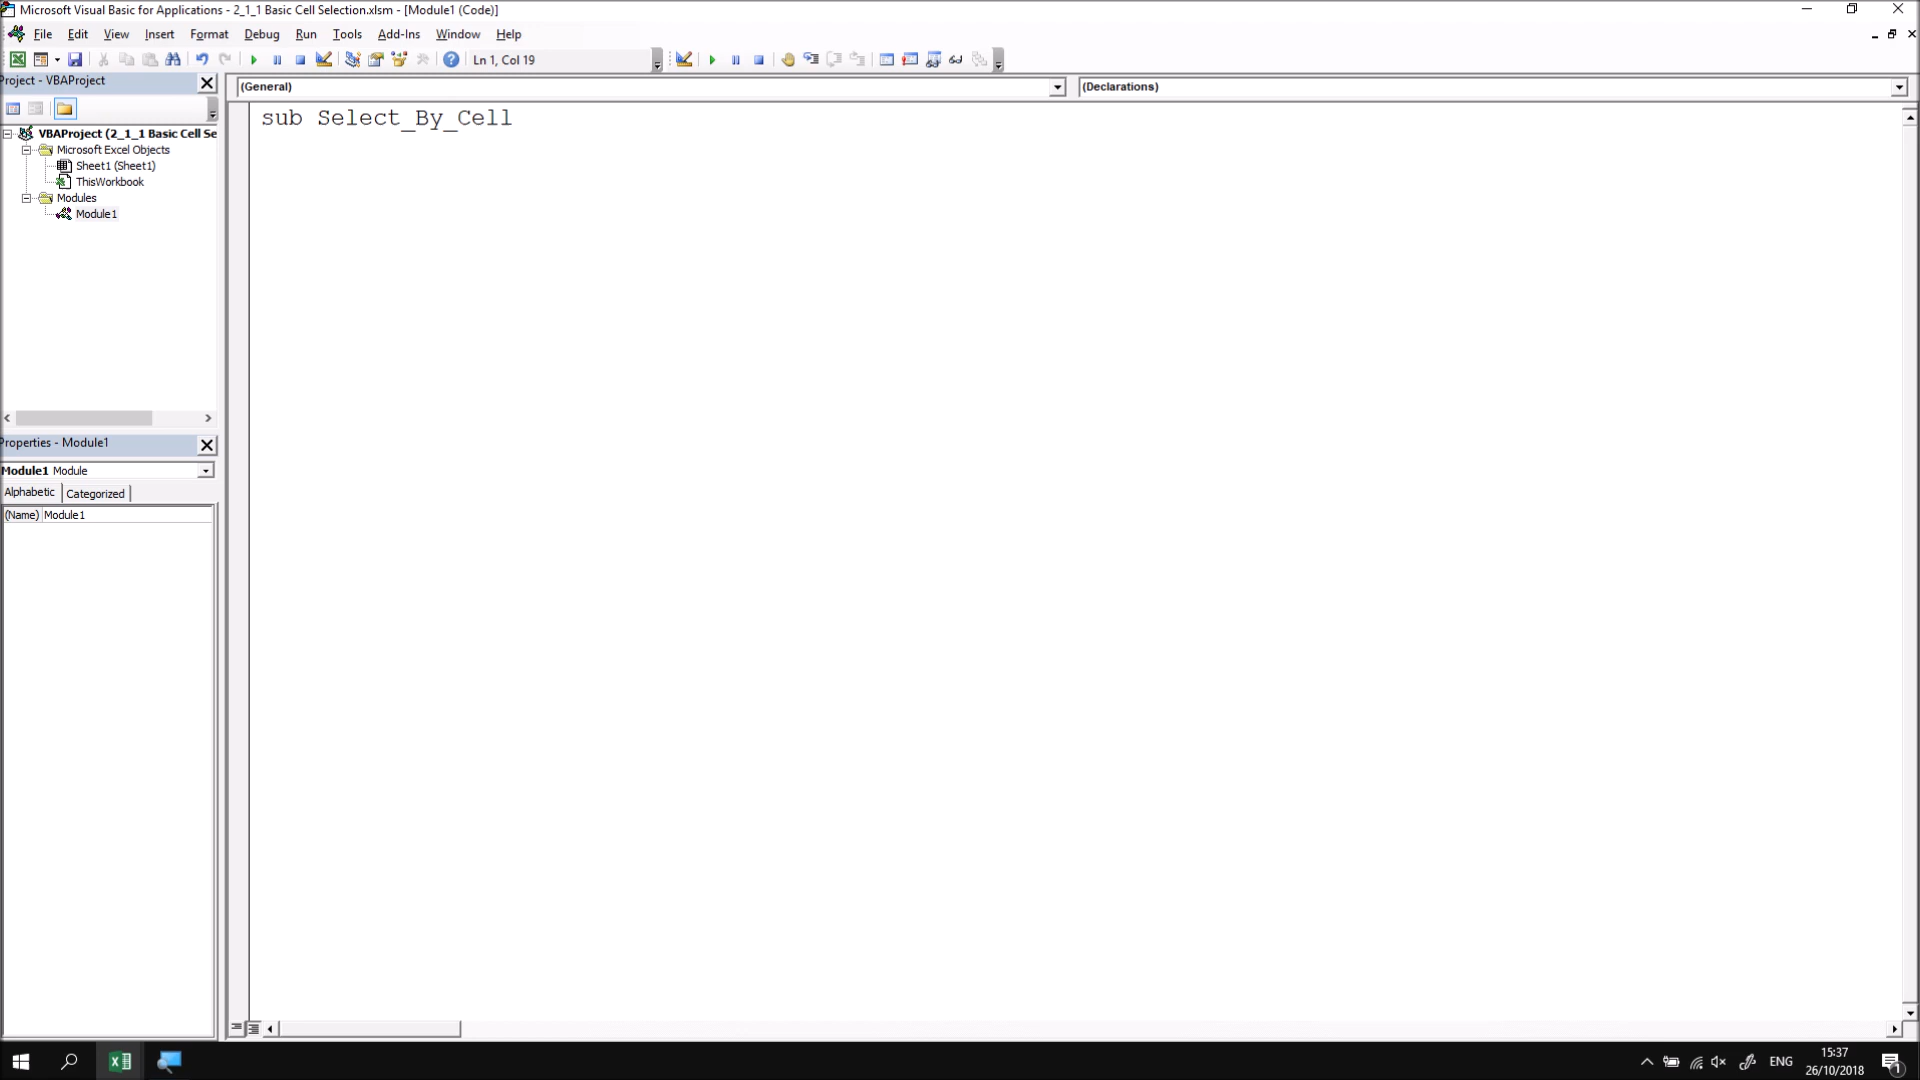 Microsoft Visual Basic for Applications - 2_1_1 Basic Cell Selection.xlsm - [Module1 (Code)]
File Edit View Insert Format Debug Run Tools Add-Ins Window Help
Ln 1, Col 19
Project - VBAProject
(General)
(Declarations)
sub Select_By_Cell
VBAProject (2_1_1 Basic Cell Se
Microsoft Excel Objects
Sheet1 (Sheet1)
ThisWorkbook
Modules
Module1
Properties - Module1
Module1 Module
Alphabetic Categorized
(Name) Module1
ENG
15:37
26/10/2018
1